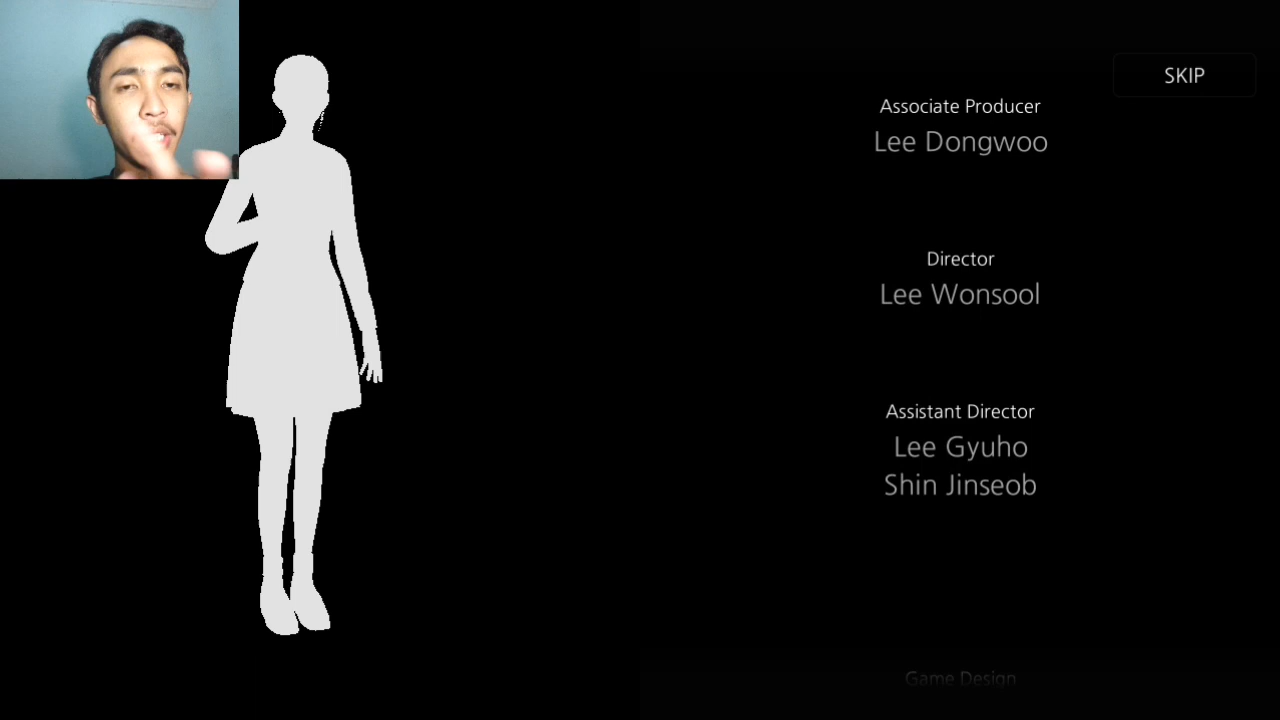 SKIP
Associate Producer
Lee Dongwoo
Director
Lee Wonsool
Assistant Director
Lee Gyuho
Shin Jinseob
Game Design